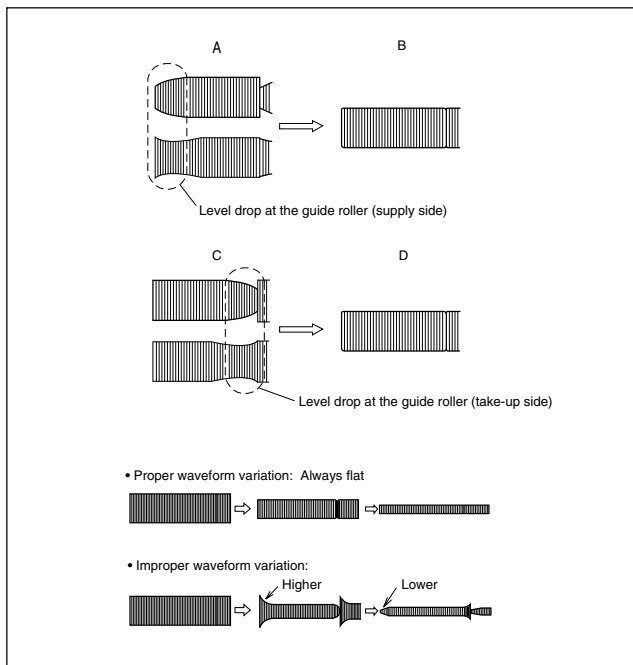 A
B
Level drop at the guide roller (supply side)
C
D
Level drop at the guide roller (take-up side)
• Proper waveform variation: Always flat
• Improper waveform variation:
Higher
Lower